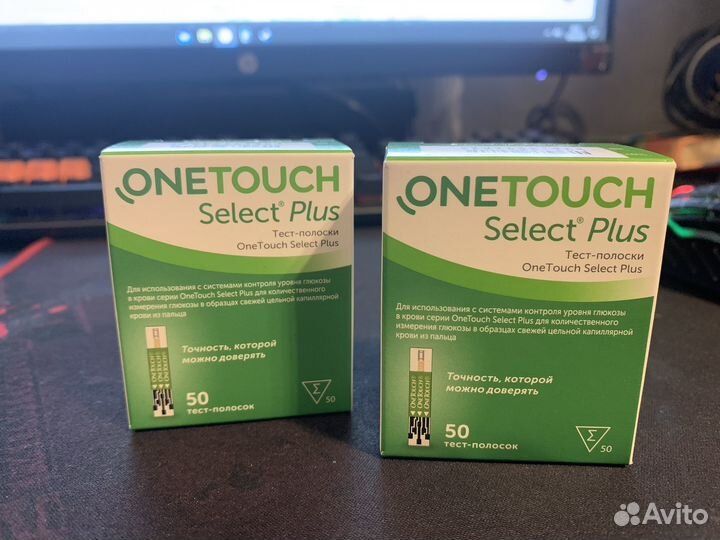 ONETOUCH
Select® Plus
Тест-полоски
OneTouch Select Plus
Для использования с системами контроля уровня глюкозы
в крови серии OneTouch Select Plus для количественного
измерения глюкозы в образцах свежей цельной капиллярной
крови из пальца
Точность, которой
можно доверять
50
тест-полосок
Σ
50
ONETOUCH
Select® Plus
Тест-полоски
OneTouch Select Plus
Для использования с системами контроля уровня глюкозы
в крови серии OneTouch Select Plus для количественного
измерения глюкозы в образцах свежей цельной капиллярной
крови из пальца
Точность, которой
можно доверять
50
тест-полосок
Σ
50
Avito